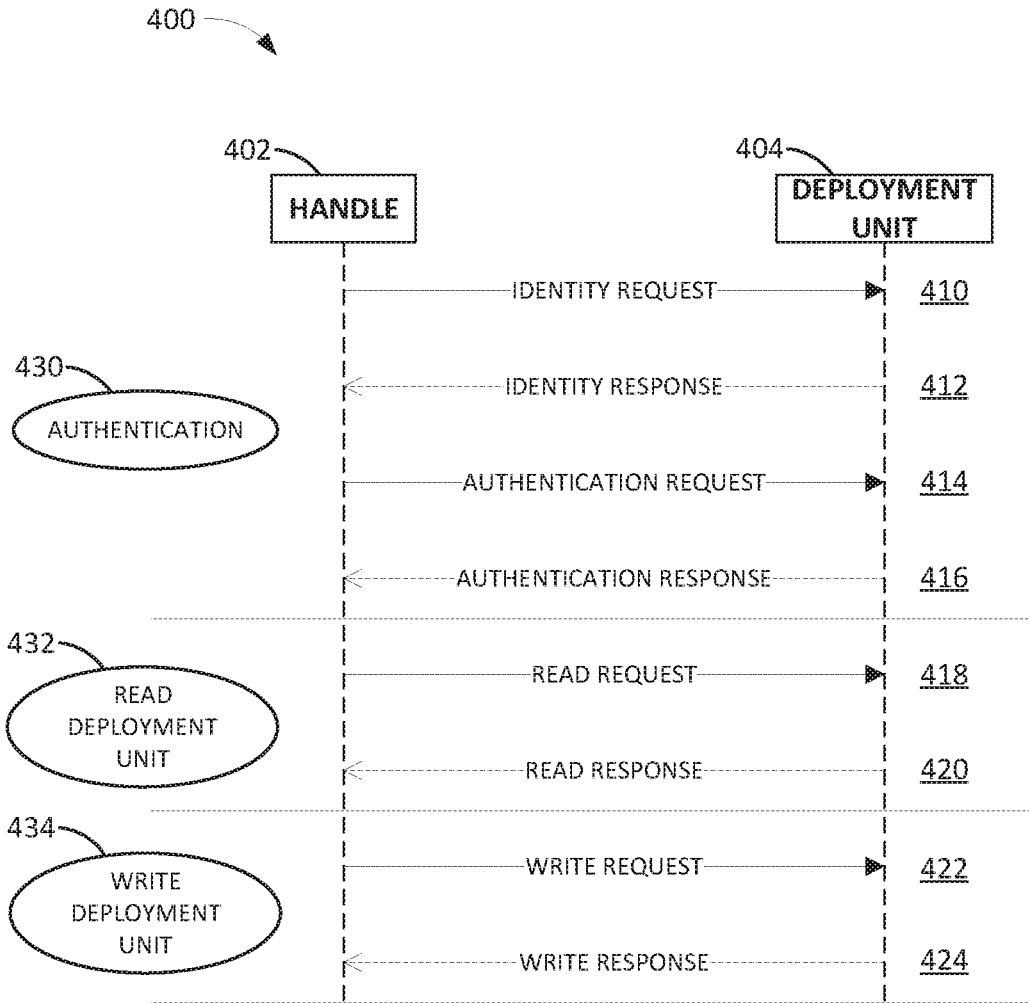 400
402
404
HANDLE
DEPLOYMENT
UNIT
IDENTITY REQUEST
410
430
IDENTITY RESPONSE
412
AUTHENTICATION
AUTHENTICATION REQUEST
414
AUTHENTICATION RESPONSE
416
432
READ
DEPLOYMENT
UNIT
READ REQUEST
418
READ RESPONSE
420
434
WRITE
DEPLOYMENT
UNIT
WRITE REQUEST
422
WRITE RESPONSE
424